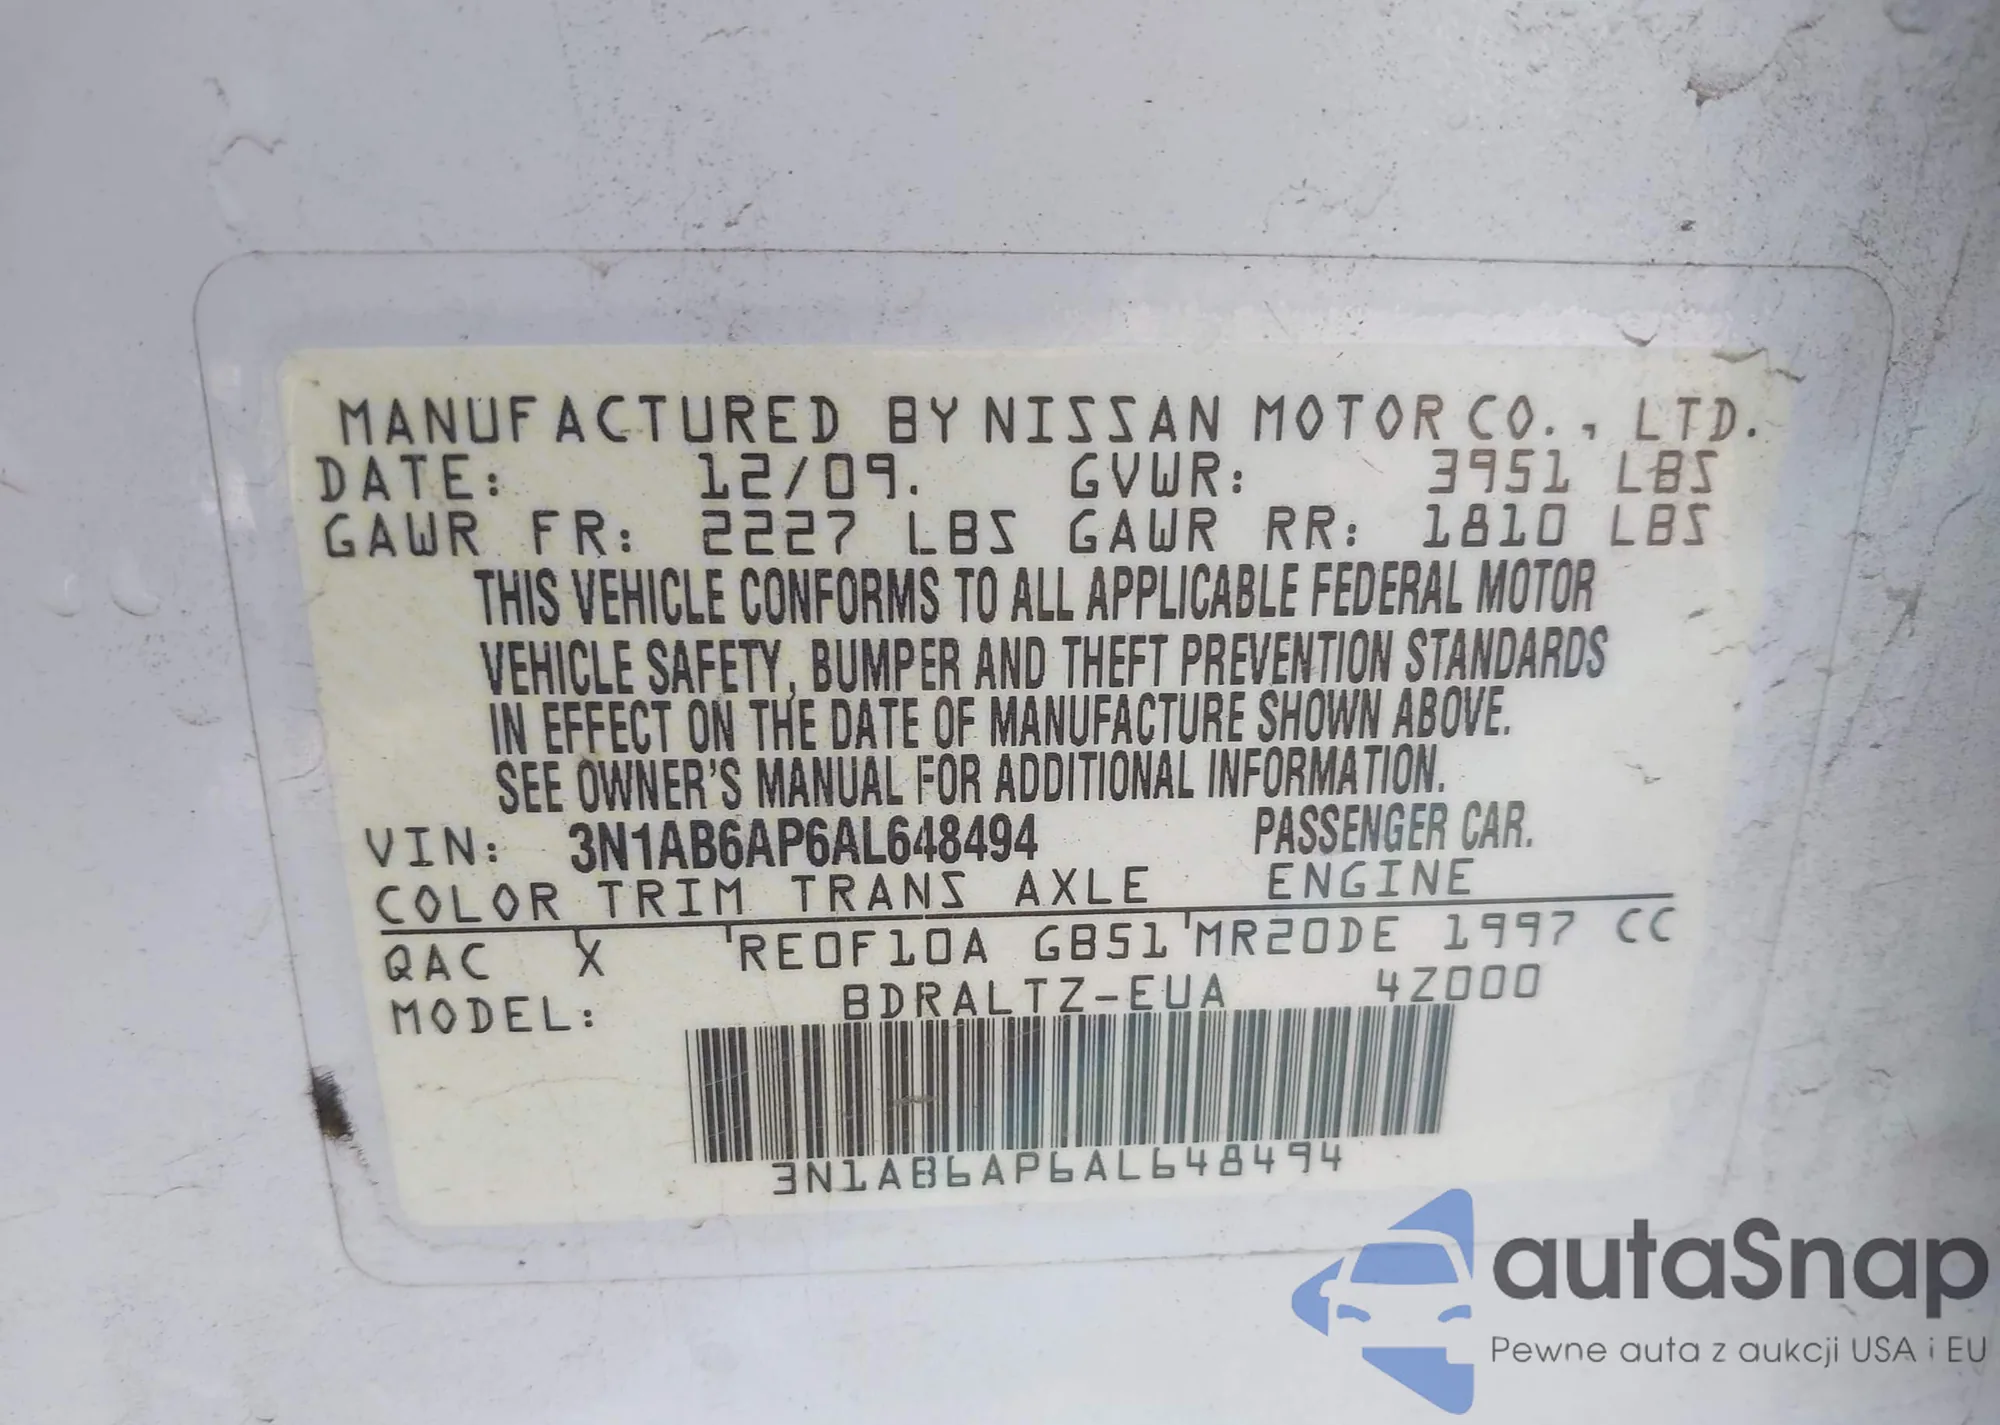 MANUFACTURED BY NISSAN MOTOR CO., LTD.
DATE: 12/09. GVWR: 3951 LBS
GAWR FR: 2227 LBS GAWR RR: 1810 LBS
THIS VEHICLE CONFORMS TO ALL APPLICABLE FEDERAL MOTOR
VEHICLE SAFETY, BUMPER AND THEFT PREVENTION STANDARDS
IN EFFECT ON THE DATE OF MANUFACTURE SHOWN ABOVE.
SEE OWNER'S MANUAL FOR ADDITIONAL INFORMATION.
VIN: 3N1AB6AP6AL648494 PASSENGER CAR.
COLOR TRIM TRANS AXLE ENGINE
QAC X RE0F10A GB51 MR20DE 1997 CC
MODEL: BDRALTZ-EUA 4Z000
3N1AB6AP6AL648494
autaSnap
Pewne auta z aukcji USA i EU